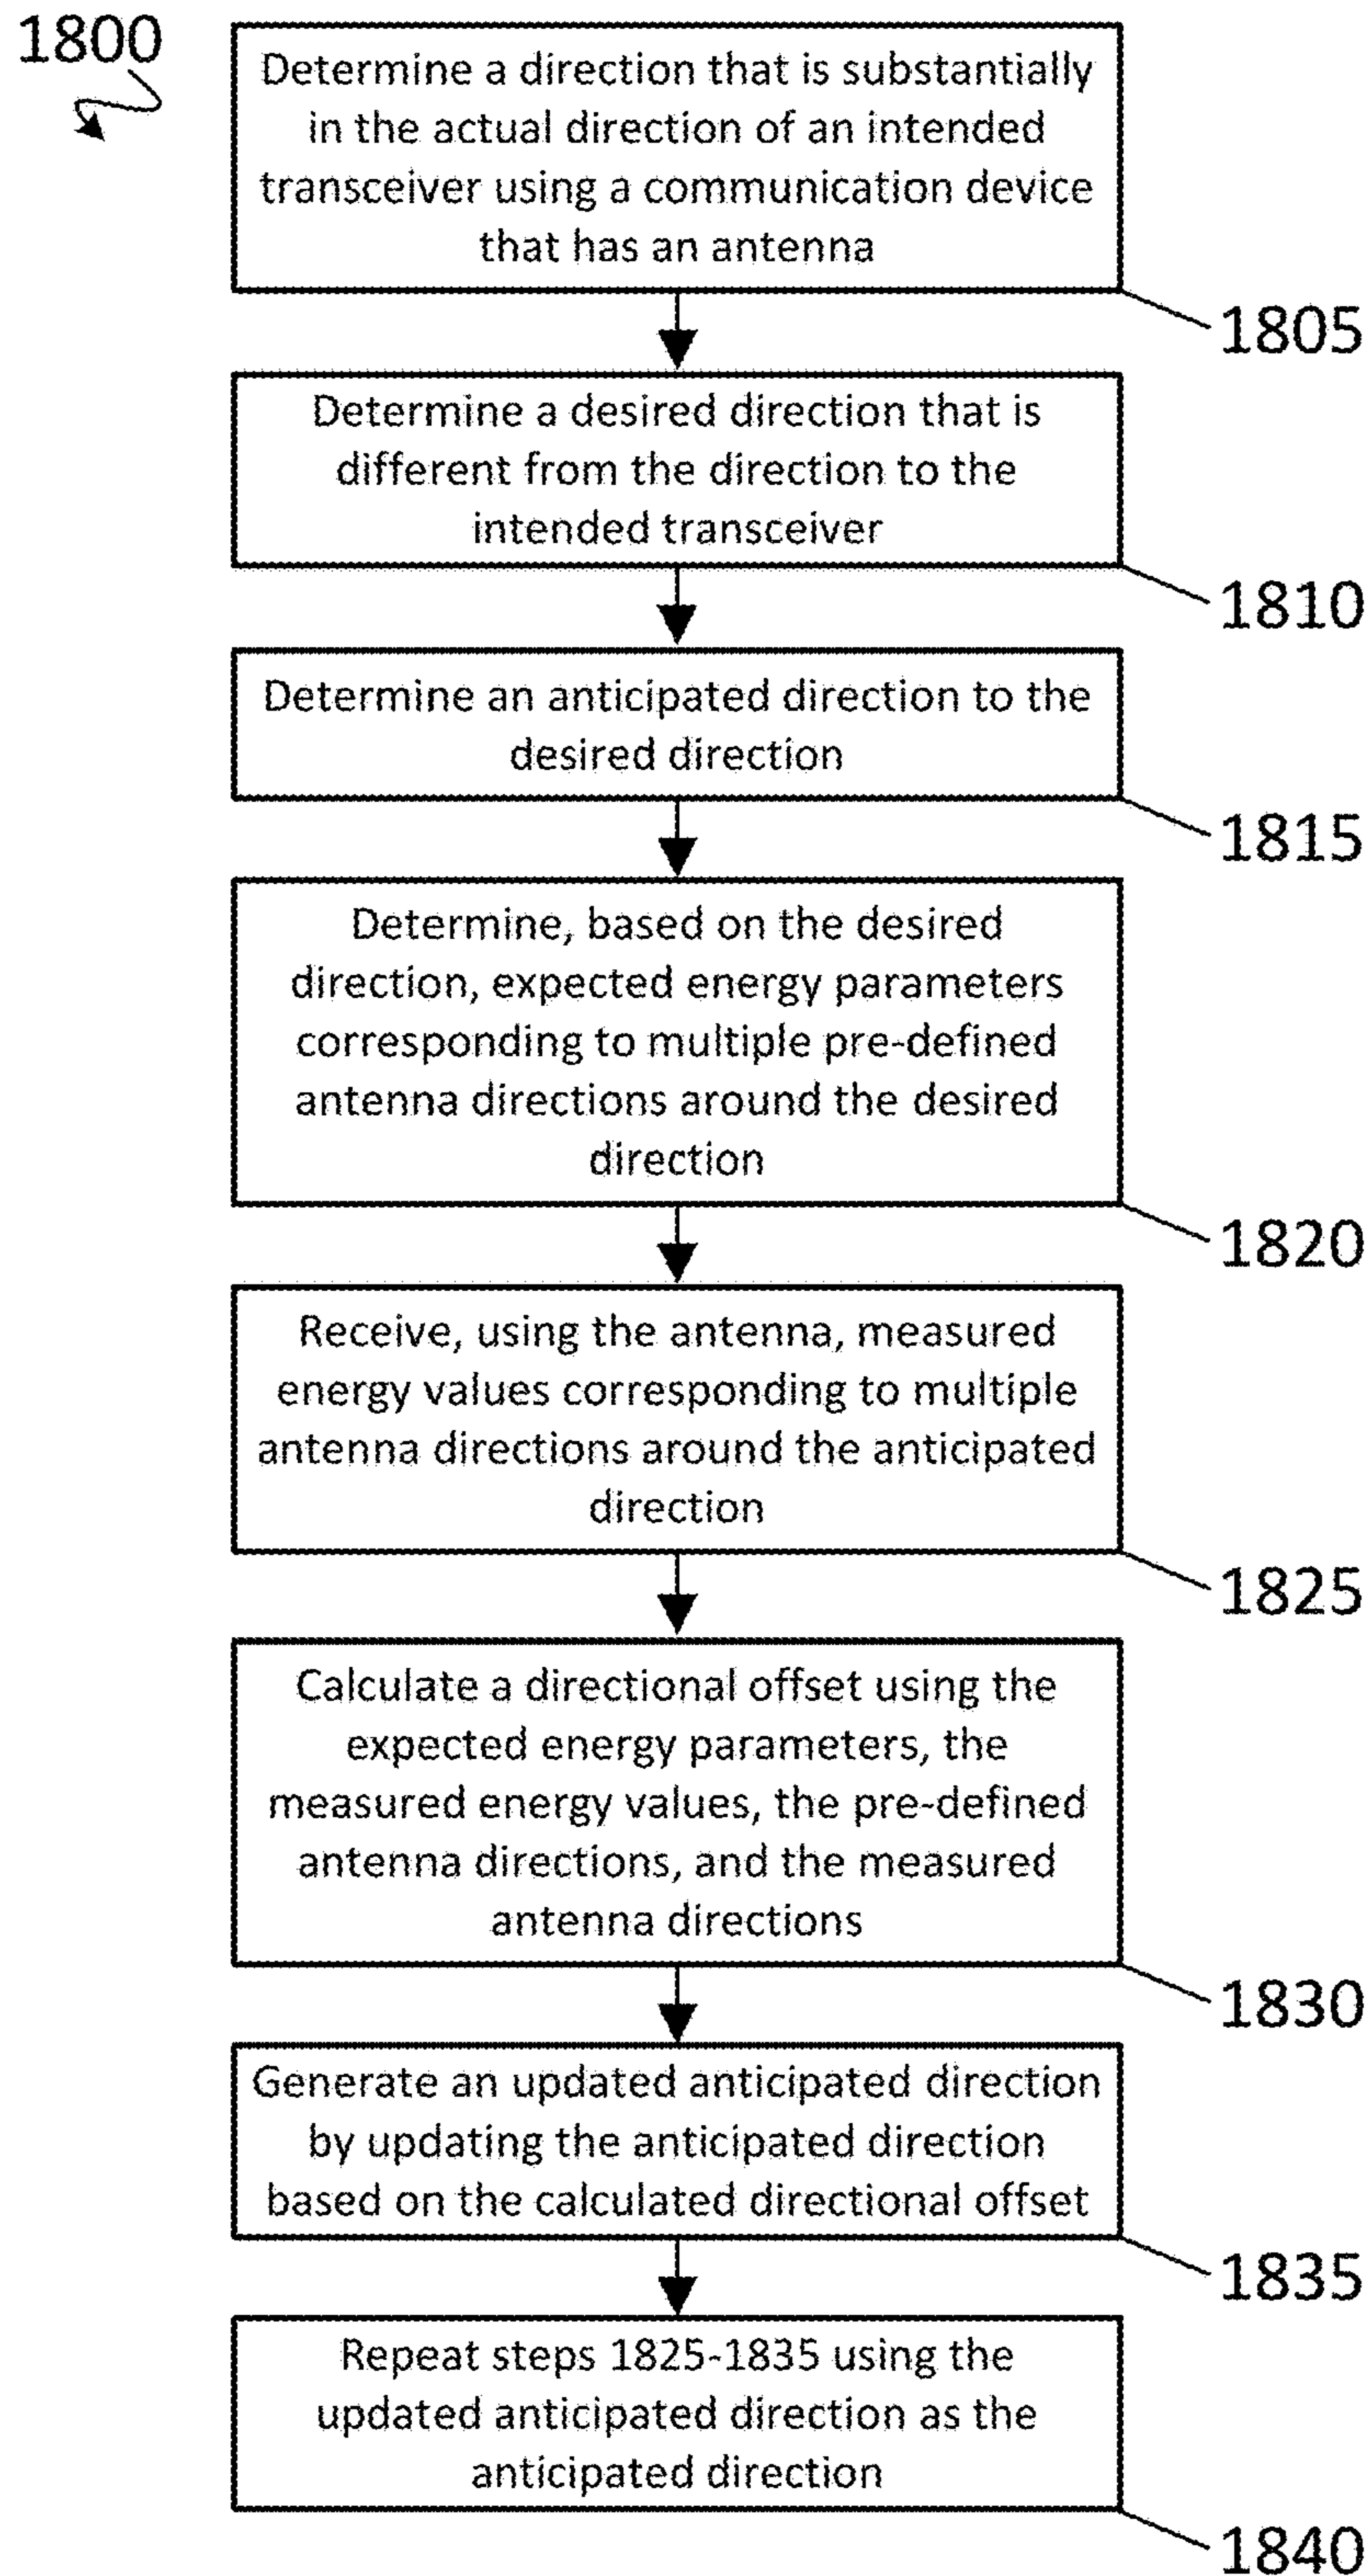 1800
Determine a direction that is substantially
in the actual direction of an intended
transceiver using a communication device
that has an antenna
1805
Determine a desired direction that is
different from the direction to the
intended transceiver
1810
Determine an anticipated direction to the
desired direction
1815
Determine, based on the desired
direction, expected energy parameters
corresponding to multiple pre-defined
antenna directions around the desired
direction
1820
Receive, using the antenna, measured
energy values corresponding to multiple
antenna directions around the anticipated
direction
1825
Calculate a directional offset using the
expected energy parameters, the
measured energy values, the pre-defined
antenna directions, and the measured
antenna directions
1830
Generate an updated anticipated direction
by updating the anticipated direction
based on the calculated directional offset
1835
Repeat steps 1825-1835 using the
updated anticipated direction as the
anticipated direction
1840